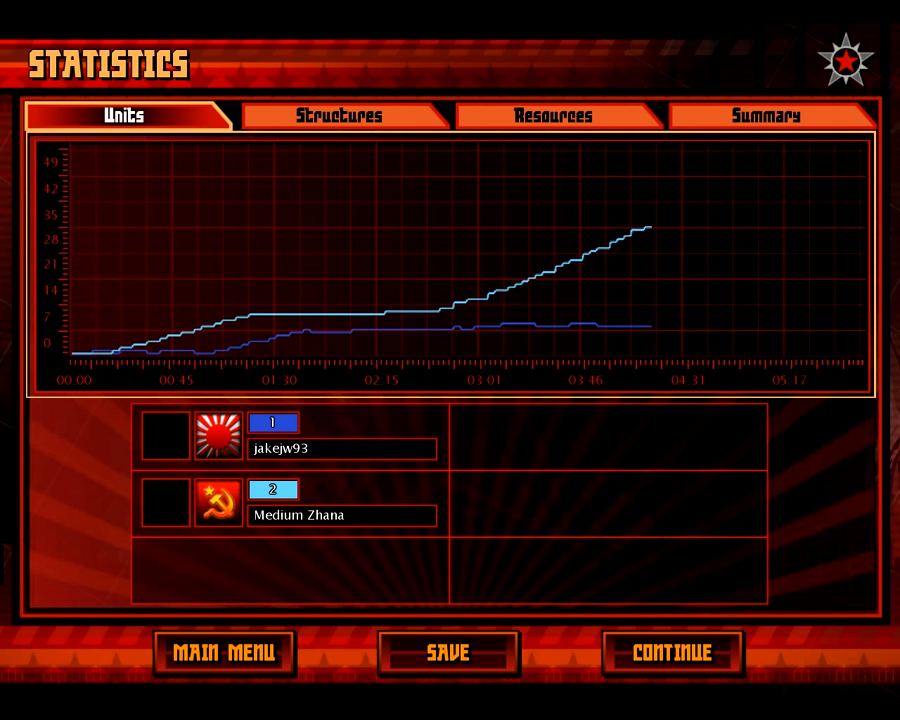 STATISTICS
Units
Structures
Resources
Summary
49
42
35
28
21
14
7
0
00 00
00 45
01 30
02 15
03 01
03 46
04 31
05 17
1
jakejw93
2
Medium Zhana
MAIN MENU
SAVE
CONTINUE